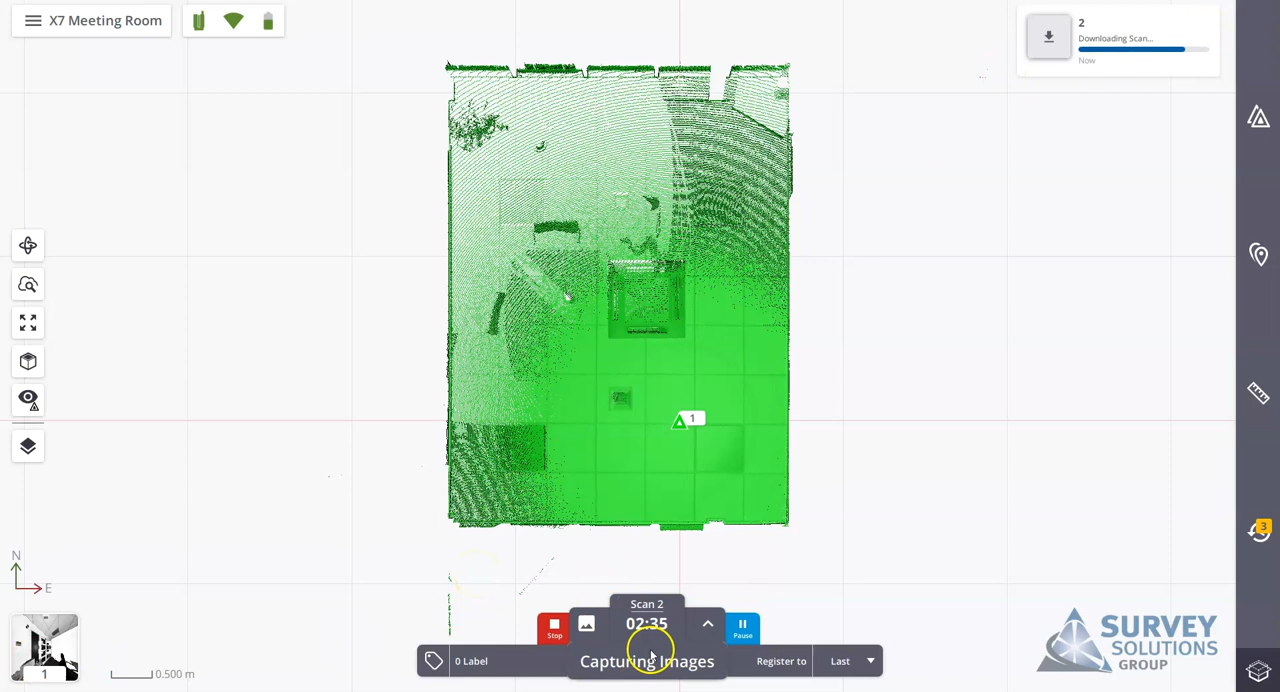 X7 Meeting Room
2
Downloading Scan...
Now
1
N
E
1
0.500 m
Scan 2
02:35
Stop
Pause
0 Label
Capturing Images
Register to
Last
3
SURVEY
SOLUTIONS
GROUP